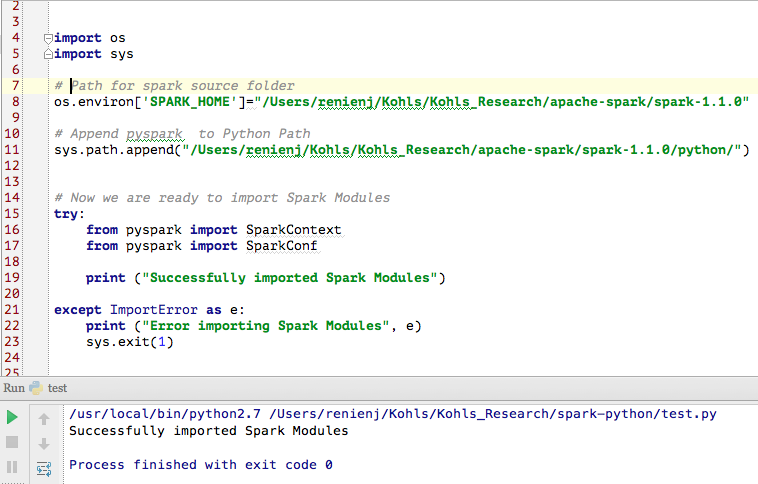 2
3
4 import os
5 import sys
6
7 # Path for spark source folder
8 os.environ['SPARK_HOME']="/Users/renienj/Kohls/Kohls_Research/apache-spark/spark-1.1.0"
9
10 # Append pyspark  to Python Path
11 sys.path.append("/Users/renienj/Kohls/Kohls_Research/apache-spark/spark-1.1.0/python/")
12
13
14 # Now we are ready to import Spark Modules
15 try:
16     from pyspark import SparkContext
17     from pyspark import SparkConf
18
19     print ("Successfully imported Spark Modules")
20
21 except ImportError as e:
22     print ("Error importing Spark Modules", e)
23     sys.exit(1)
24
25
Run test
/usr/local/bin/python2.7 /Users/renienj/Kohls/Kohls_Research/spark-python/test.py
Successfully imported Spark Modules
Process finished with exit code 0